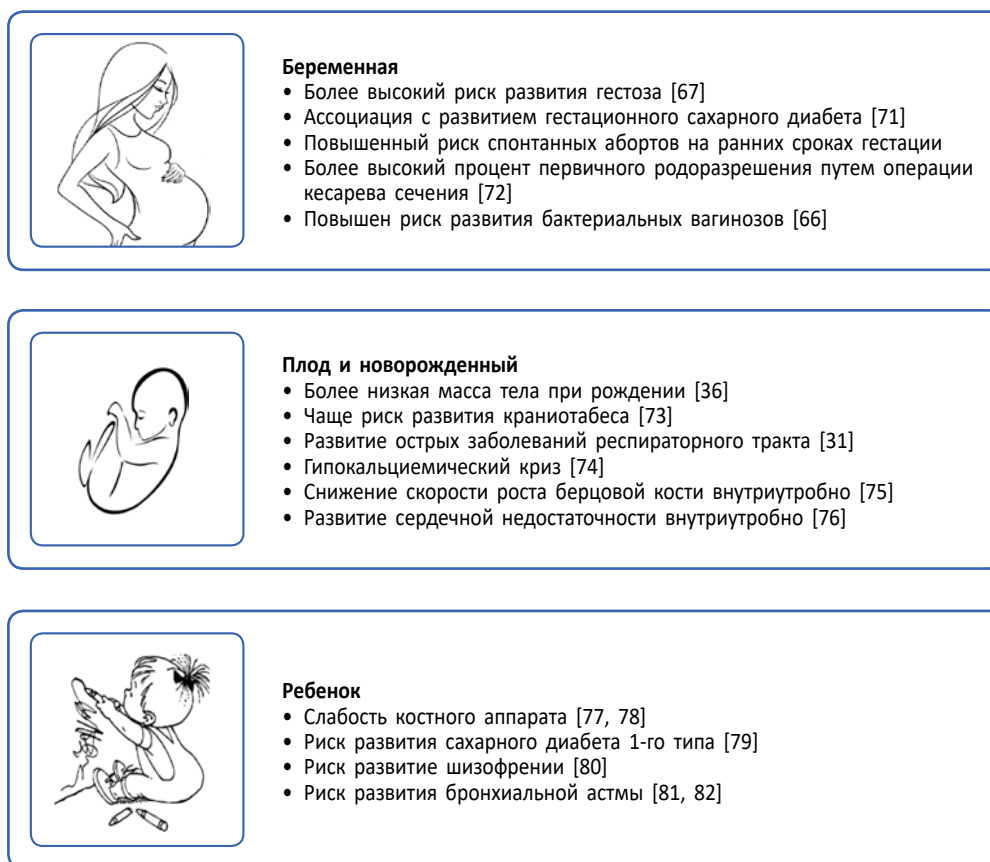 Беременная
• Более высокий риск развития гестоза [67]
• Ассоциация с развитием гестационного сахарного диабета [71]
• Повышенный риск спонтанных абортов на ранних сроках гестации
• Более высокий процент первичного родоразрешения путем операции
кесарева сечения [72]
• Повышен риск развития бактериальных вагинозов [66]
Плод и новорожденный
• Более низкая масса тела при рождении [36]
• Чаще риск развития краниотабеса [73]
• Развитие острых заболеваний респираторного тракта [31]
• Гипокальциемический криз [74]
• Снижение скорости роста берцовой кости внутриутробно [75]
• Развитие сердечной недостаточности внутриутробно [76]
Ребенок
• Слабость костного аппарата [77, 78]
• Риск развития сахарного диабета 1-го типа [79]
• Риск развитие шизофрении [80]
• Риск развития бронхиальной астмы [81, 82]